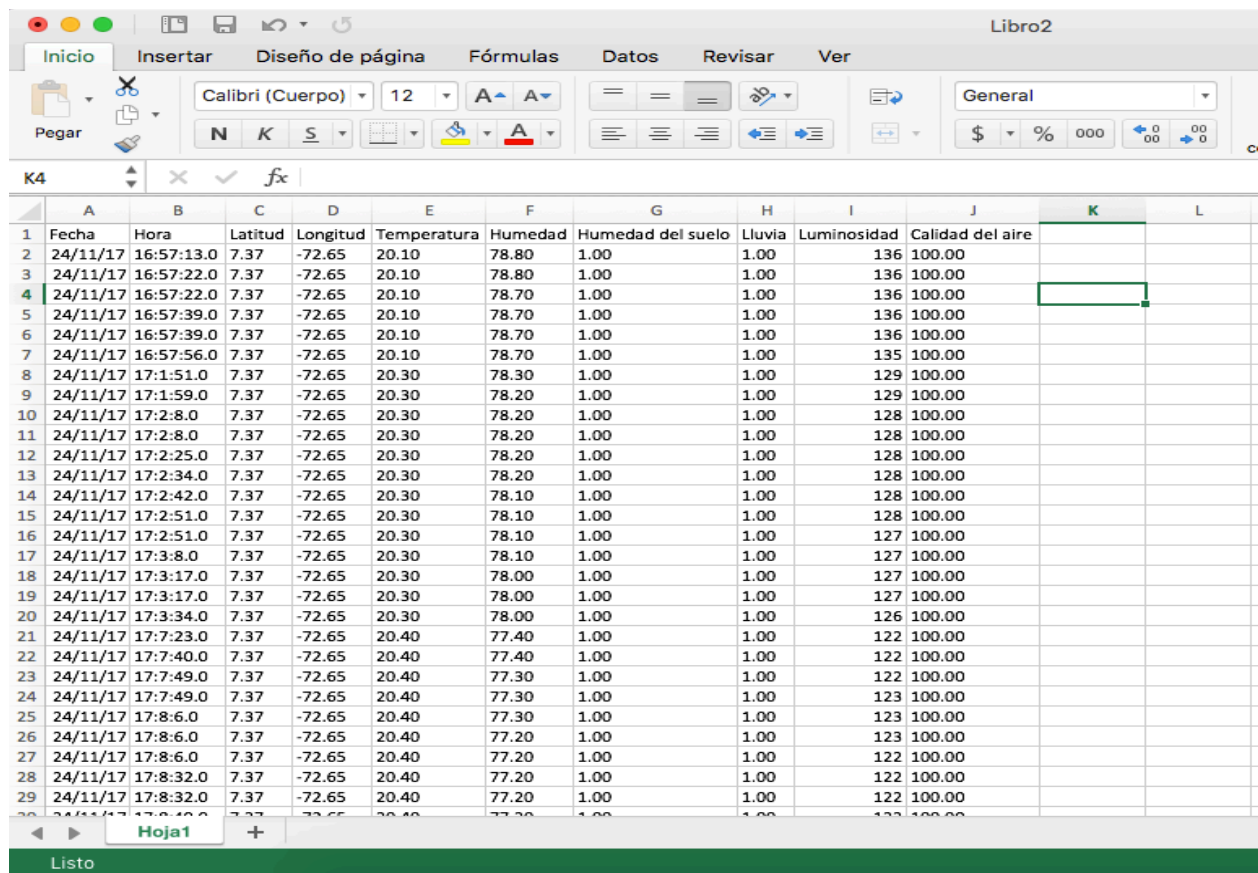 Libro2
Inicio Insertar Diseño de página Fórmulas Datos Revisar Ver
Pegar Calibri (Cuerpo) 12 A A General
N K S A $ % 000
K4 fx
A B C D E F G H I J K L
1 Fecha Hora Latitud Longitud Temperatura Humedad Humedad del suelo Lluvia Luminosidad Calidad del aire
2 24/11/17 16:57:13.0 7.37 -72.65 20.10 78.80 1.00 1.00 136 100.00
3 24/11/17 16:57:22.0 7.37 -72.65 20.10 78.80 1.00 1.00 136 100.00
4 24/11/17 16:57:22.0 7.37 -72.65 20.10 78.70 1.00 1.00 136 100.00
5 24/11/17 16:57:39.0 7.37 -72.65 20.10 78.70 1.00 1.00 136 100.00
6 24/11/17 16:57:39.0 7.37 -72.65 20.10 78.70 1.00 1.00 136 100.00
7 24/11/17 16:57:56.0 7.37 -72.65 20.10 78.70 1.00 1.00 135 100.00
8 24/11/17 17:1:51.0 7.37 -72.65 20.30 78.30 1.00 1.00 129 100.00
9 24/11/17 17:1:59.0 7.37 -72.65 20.30 78.20 1.00 1.00 129 100.00
10 24/11/17 17:2:8.0 7.37 -72.65 20.30 78.20 1.00 1.00 128 100.00
11 24/11/17 17:2:8.0 7.37 -72.65 20.30 78.20 1.00 1.00 128 100.00
12 24/11/17 17:2:25.0 7.37 -72.65 20.30 78.20 1.00 1.00 128 100.00
13 24/11/17 17:2:34.0 7.37 -72.65 20.30 78.20 1.00 1.00 128 100.00
14 24/11/17 17:2:42.0 7.37 -72.65 20.30 78.10 1.00 1.00 128 100.00
15 24/11/17 17:2:51.0 7.37 -72.65 20.30 78.10 1.00 1.00 128 100.00
16 24/11/17 17:2:51.0 7.37 -72.65 20.30 78.10 1.00 1.00 127 100.00
17 24/11/17 17:3:8.0 7.37 -72.65 20.30 78.10 1.00 1.00 127 100.00
18 24/11/17 17:3:17.0 7.37 -72.65 20.30 78.00 1.00 1.00 127 100.00
19 24/11/17 17:3:17.0 7.37 -72.65 20.30 78.00 1.00 1.00 127 100.00
20 24/11/17 17:3:34.0 7.37 -72.65 20.30 78.00 1.00 1.00 126 100.00
21 24/11/17 17:7:23.0 7.37 -72.65 20.40 77.40 1.00 1.00 122 100.00
22 24/11/17 17:7:40.0 7.37 -72.65 20.40 77.40 1.00 1.00 122 100.00
23 24/11/17 17:7:49.0 7.37 -72.65 20.40 77.30 1.00 1.00 122 100.00
24 24/11/17 17:7:49.0 7.37 -72.65 20.40 77.30 1.00 1.00 123 100.00
25 24/11/17 17:8:6.0 7.37 -72.65 20.40 77.30 1.00 1.00 123 100.00
26 24/11/17 17:8:6.0 7.37 -72.65 20.40 77.20 1.00 1.00 123 100.00
27 24/11/17 17:8:6.0 7.37 -72.65 20.40 77.20 1.00 1.00 122 100.00
28 24/11/17 17:8:32.0 7.37 -72.65 20.40 77.20 1.00 1.00 122 100.00
29 24/11/17 17:8:32.0 7.37 -72.65 20.40 77.20 1.00 1.00 122 100.00
Hoja1
Listo